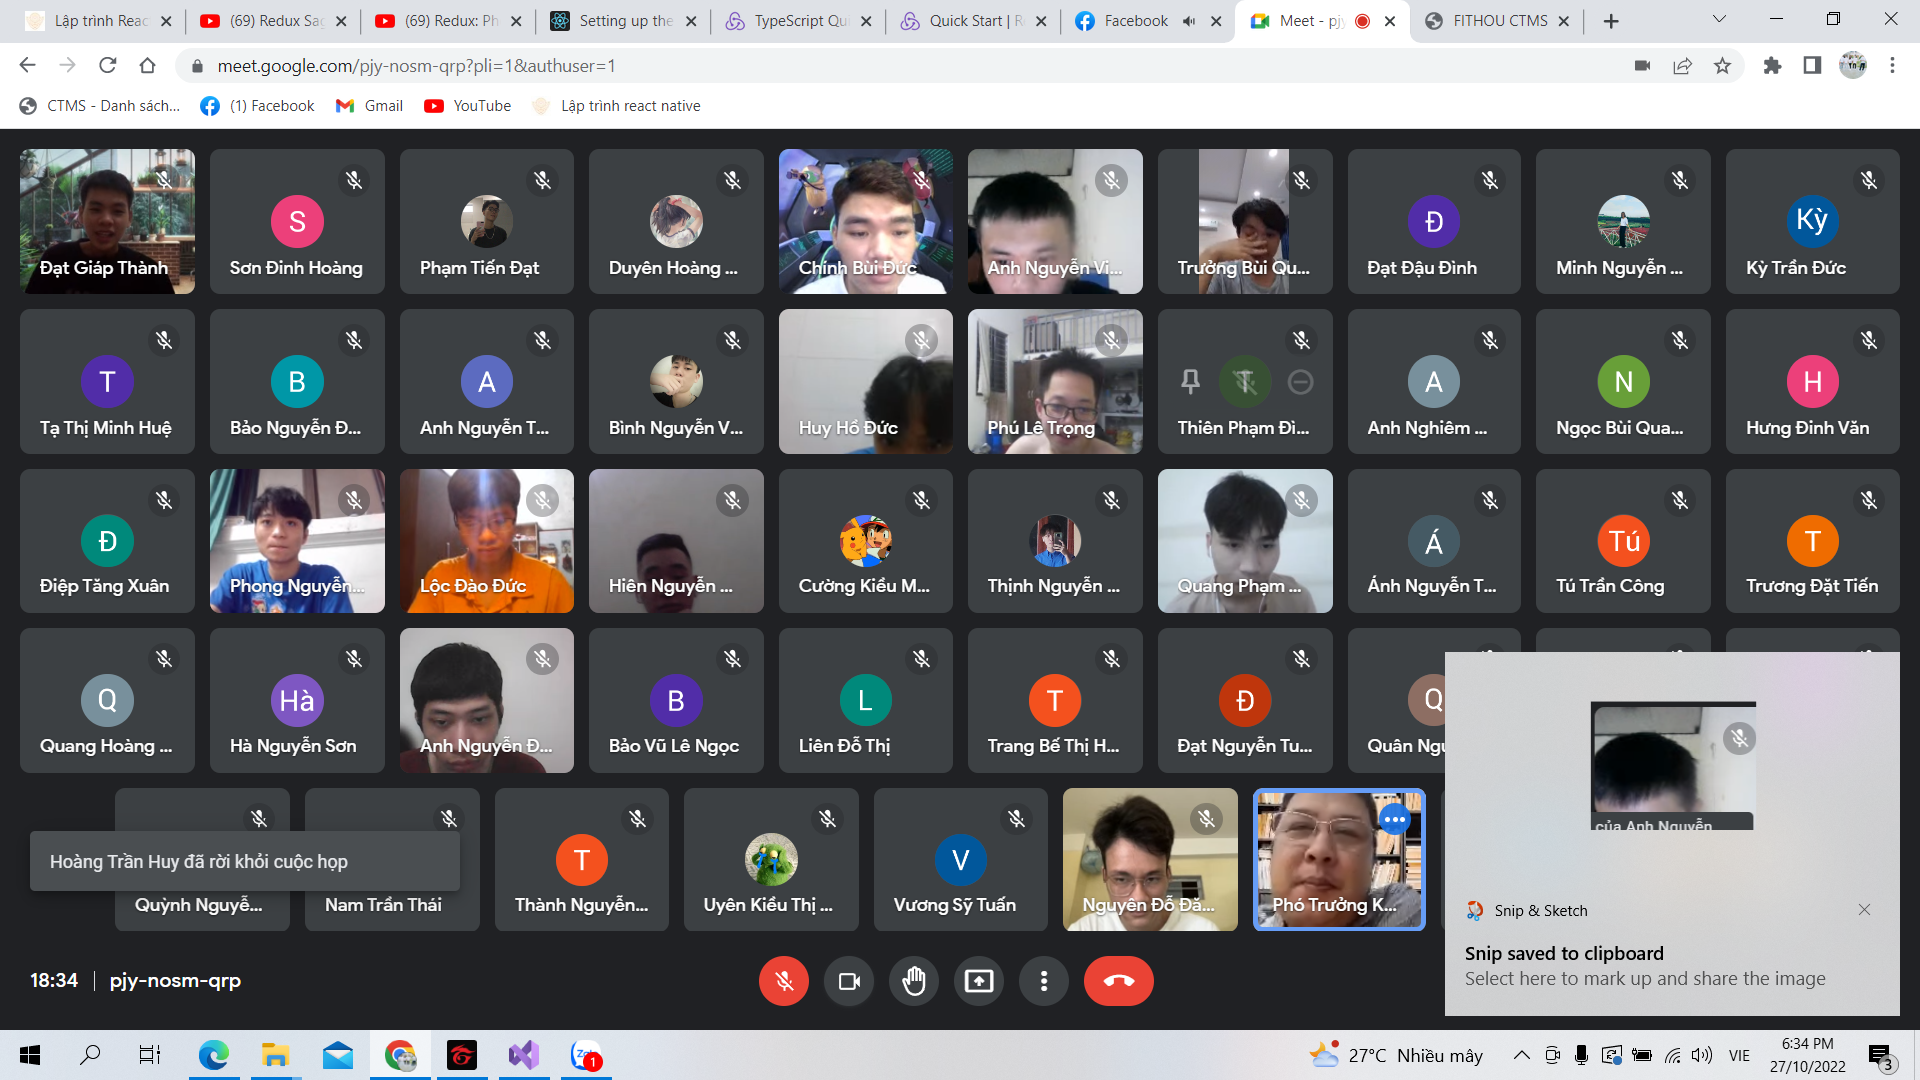 Lập trình Reac
(69) Redux Sag
(69) Redux: Ph
Setting up the
TypeScript Qui
Quick Start | R
Facebook
Meet - pjy
FITHOU CTMS
meet.google.com/pjy-nosm-qrp?pli=1&authuser=1
CTMS - Danh sách...
(1) Facebook
Gmail
YouTube
Lập trình react native
Đạt Giáp Thành
S
Sơn Đinh Hoàng
Phạm Tiến Đạt
Duyên Hoàng ...
Chính Bùi Đức
Anh Nguyễn Vi...
Trưởng Bùi Qu...
Đ
Đạt Đậu Đình
Minh Nguyễn ...
Kỳ
Kỳ Trần Đức
T
Tạ Thị Minh Huệ
B
Bảo Nguyễn Đ...
A
Anh Nguyễn T...
Bình Nguyễn V...
Huy Hồ Đức
Phú Lê Trọng
T
Thiên Phạm Đì...
A
Anh Nghiêm ...
N
Ngọc Bùi Qua...
H
Hưng Đinh Văn
Đ
Điệp Tăng Xuân
Phong Nguyễn...
Lộc Đào Đức
Hiên Nguyễn ...
Cường Kiều M...
Thịnh Nguyễn ...
Quang Phạm ...
Á
Ánh Nguyễn T...
Tú
Tú Trần Công
T
Trương Đặt Tiến
Q
Quang Hoàng ...
Hà
Hà Nguyễn Sơn
Anh Nguyễn Đ...
B
Bảo Vũ Lê Ngọc
L
Liên Đỗ Thị
T
Trang Bế Thị H...
Đ
Đạt Nguyễn Tu...
Q
Quân Ngu
Quỳnh Nguyễ...
Nam Trần Thái
T
Thành Nguyễn...
Uyên Kiều Thị ...
V
Vương Sỹ Tuấn
Nguyên Đỗ Đă...
Phó Trưởng K...
Hoàng Trần Huy đã rời khỏi cuộc họp
của Anh Nguyễn
Snip & Sketch
Snip saved to clipboard
Select here to mark up and share the image
18:34
pjy-nosm-qrp
1
27°C Nhiều mây
VIE
6:34 PM
27/10/2022
3